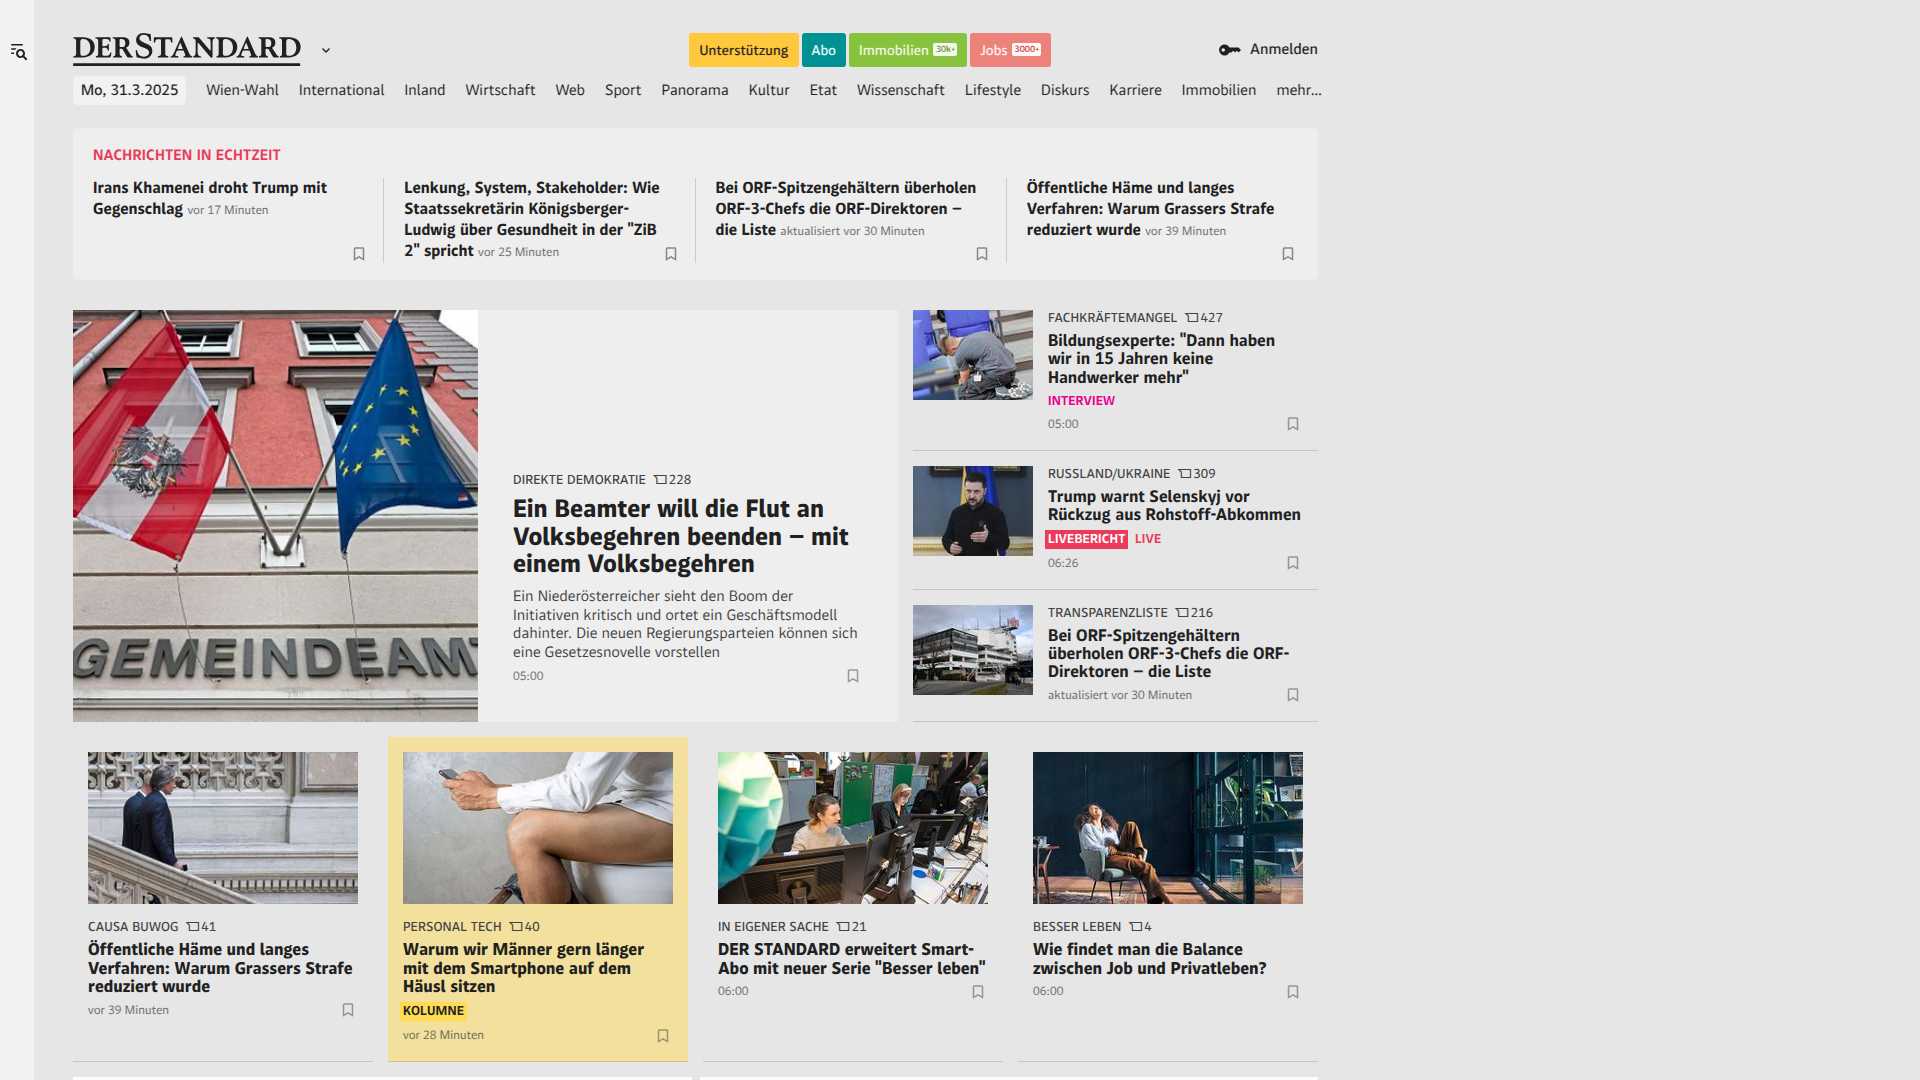 DERSTANDARD
Unterstützung
Abo
Immobilien 30k+
Jobs 3000+
Anmelden
Mo, 31.3.2025
Wien-Wahl
International
Inland
Wirtschaft
Web
Sport
Panorama
Kultur
Etat
Wissenschaft
Lifestyle
Diskurs
Karriere
Immobilien
mehr...
NACHRICHTEN IN ECHTZEIT
Irans Khamenei droht Trump mit
Gegenschlag vor 17 Minuten
Lenkung, System, Stakeholder: Wie
Staatssekretärin Königsberger-
Ludwig über Gesundheit in der "ZiB
2" spricht vor 25 Minuten
Bei ORF-Spitzengehältern überholen
ORF-3-Chefs die ORF-Direktoren –
die Liste aktualisiert vor 30 Minuten
Öffentliche Häme und langes
Verfahren: Warum Grassers Strafe
reduziert wurde vor 39 Minuten
GEMEINDEAMT
DIREKTE DEMOKRATIE 228
Ein Beamter will die Flut an
Volksbegehren beenden – mit
einem Volksbegehren
Ein Niederösterreicher sieht den Boom der
Initiativen kritisch und ortet ein Geschäftsmodell
dahinter. Die neuen Regierungsparteien können sich
eine Gesetzesnovelle vorstellen
05:00
FACHKRÄFTEMANGEL 427
Bildungsexperte: "Dann haben
wir in 15 Jahren keine
Handwerker mehr"
INTERVIEW
05:00
RUSSLAND/UKRAINE 309
Trump warnt Selenskyj vor
Rückzug aus Rohstoff-Abkommen
LIVEBERICHT LIVE
06:26
TRANSPARENZLISTE 216
Bei ORF-Spitzengehältern
überholen ORF-3-Chefs die ORF-
Direktoren – die Liste
aktualisiert vor 30 Minuten
CAUSA BUWOG 41
Öffentliche Häme und langes
Verfahren: Warum Grassers Strafe
reduziert wurde
vor 39 Minuten
PERSONAL TECH 40
Warum wir Männer gern länger
mit dem Smartphone auf dem
Häusl sitzen
KOLUMNE
vor 28 Minuten
IN EIGENER SACHE 21
DER STANDARD erweitert Smart-
Abo mit neuer Serie "Besser leben"
06:00
BESSER LEBEN 4
Wie findet man die Balance
zwischen Job und Privatleben?
06:00